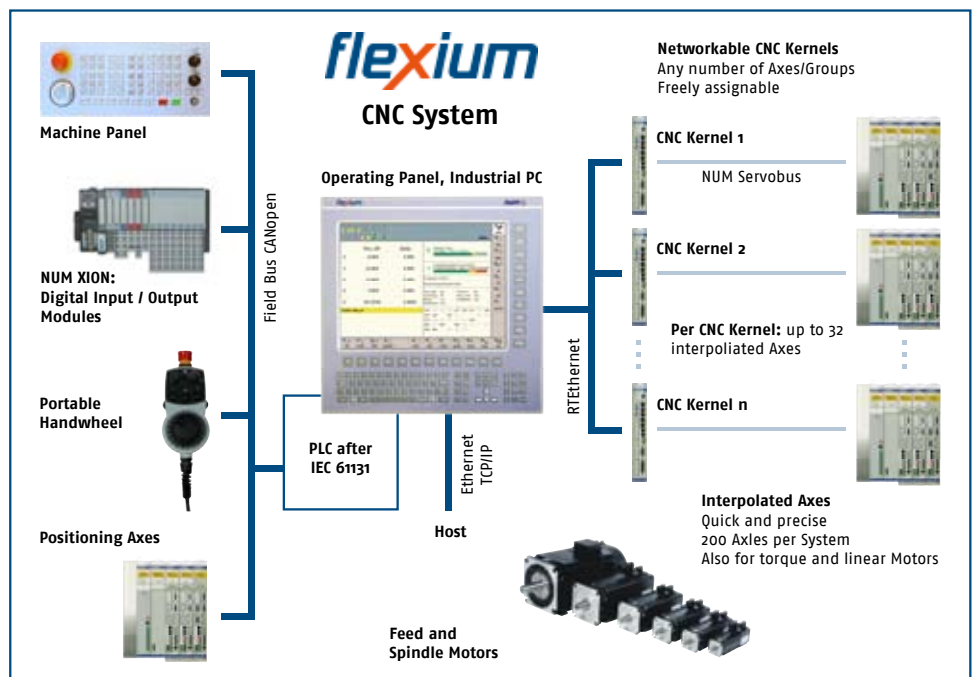 flexium
CNC System
Machine Panel
NUM XION:
Digital Input / Output
Modules
Portable
Handwheel
Positioning Axes
Field Bus CANopen
Operating Panel, Industrial PC
flexium
PLC after
IEC 61131
Ethernet
TCP/IP
Host
Feed and
Spindle Motors
RTEthernet
Networkable CNC Kernels
Any number of Axes/Groups
Freely assignable
CNC Kernel 1
NUM Servobus
CNC Kernel 2
Per CNC Kernel: up to 32
interpoliated Axes
CNC Kernel n
Interpolated Axes
Quick and precise
200 Axles per System
Also for torque and linear Motors